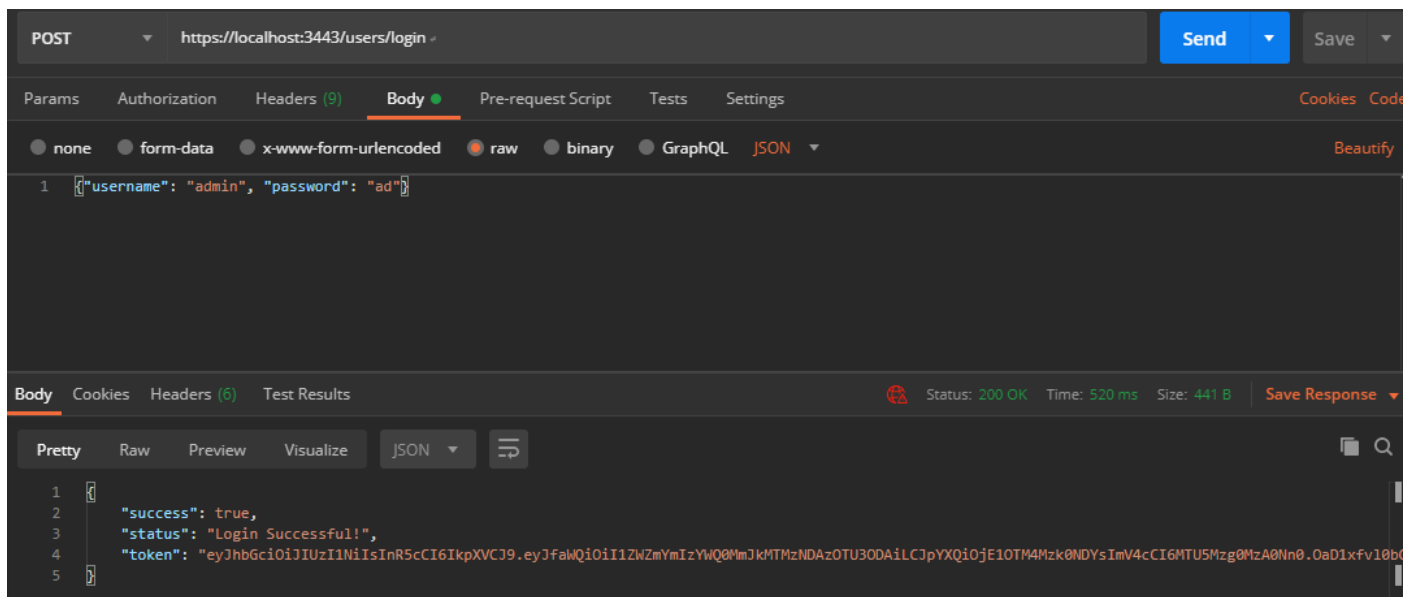 POST https://localhost:3443/users/login Send Save
Params Authorization Headers (9) Body Pre-request Script Tests Settings Cookies Code
none form-data x-www-form-urlencoded raw binary GraphQL JSON Beautify
1 {"username": "admin", "password": "ad"}
Body Cookies Headers (6) Test Results Status: 200 OK Time: 520 ms Size: 441 B Save Response
Pretty Raw Preview Visualize JSON
1 {
2 "success": true,
3 "status": "Login Successful!",
4 "token": "eyJhbGciOiJIUzI1NiIsInR5cCI6IkpXVCJ9.eyJfaWQiOiI1ZWZmYmIzYWQ0MmJkMTMzNDAzOTU3ODAiLCJpYXQiOjE1OTM4Mzk0NDYsImV4cCI6MTU5Mzg0MzA0Nn0.OaD1xfvl0b
5 }